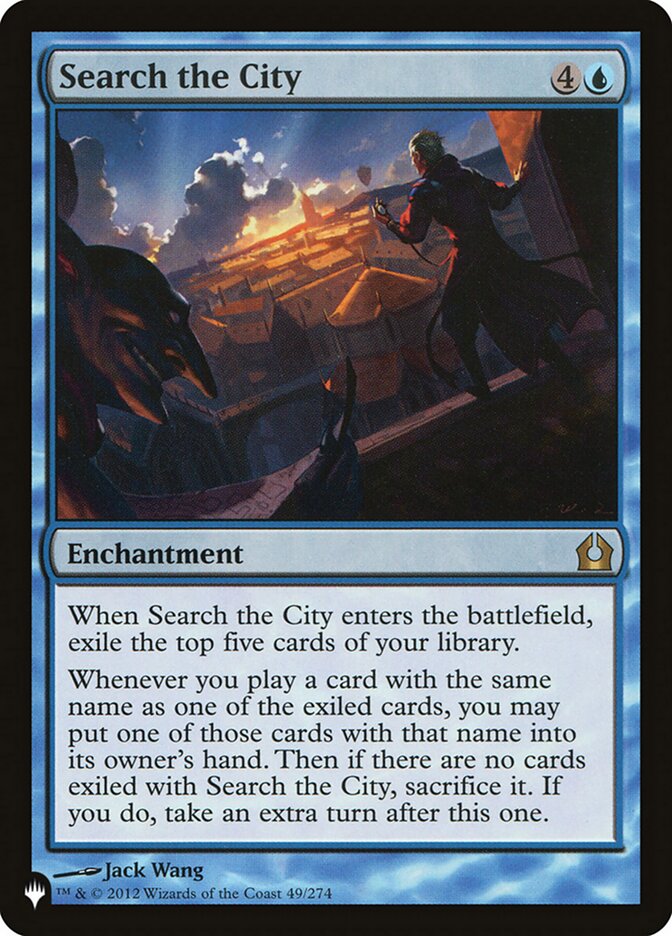 Search the City 4
Enchantment
When Search the City enters the battlefield,
exile the top five cards of your library.
Whenever you play a card with the same
name as one of the exiled cards, you may
put one of those cards with that name into
its owner's hand. Then if there are no cards
exiled with Search the City, sacrifice it. If
you do, take an extra turn after this one.
Jack Wang
™ & © 2012 Wizards of the Coast 49/274